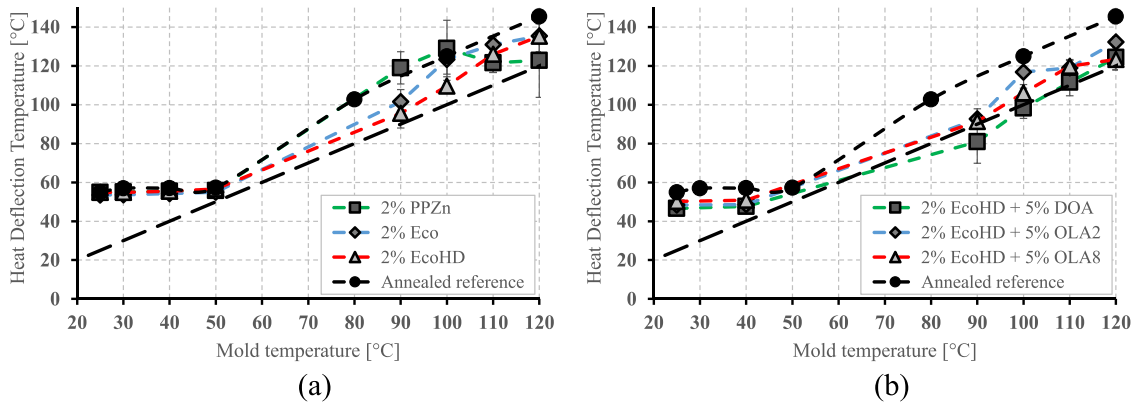 Heat Deflection Temperature [°C]
140
120
100
80
60
40
20
0
2% PPZn
2% Eco
2% EcoHD
Annealed reference
20 30 40 50 60 70 80 90 100 110 120
Mold temperature [°C]
(a)
Heat Deflection Temperature [°C]
140
120
100
80
60
40
20
0
2% EcoHD + 5% DOA
2% EcoHD + 5% OLA2
2% EcoHD + 5% OLA8
Annealed reference
20 30 40 50 60 70 80 90 100 110 120
Mold temperature [°C]
(b)